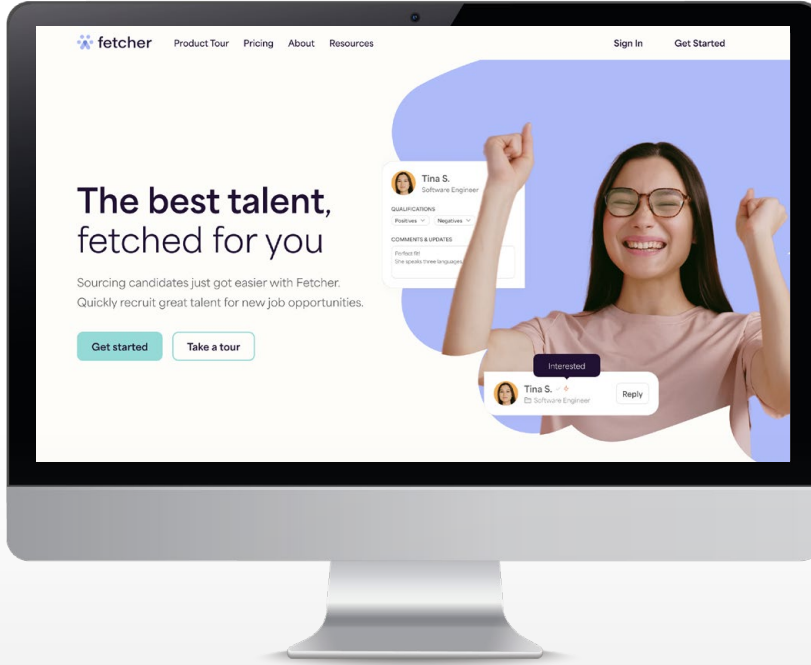 fetcher
Product Tour
Pricing
About
Resources
Sign In
Get Started
The best talent,
fetched for you
Sourcing candidates just got easier with Fetcher.
Quickly recruit great talent for new job opportunities.
Get started
Take a tour
Tina S.
Software Engineer
QUALIFICATIONS
Positives
Negatives
COMMENTS & UPDATES
Perfect fit!
She speaks three languages
Interested
Tina S.
Software Engineer
Reply